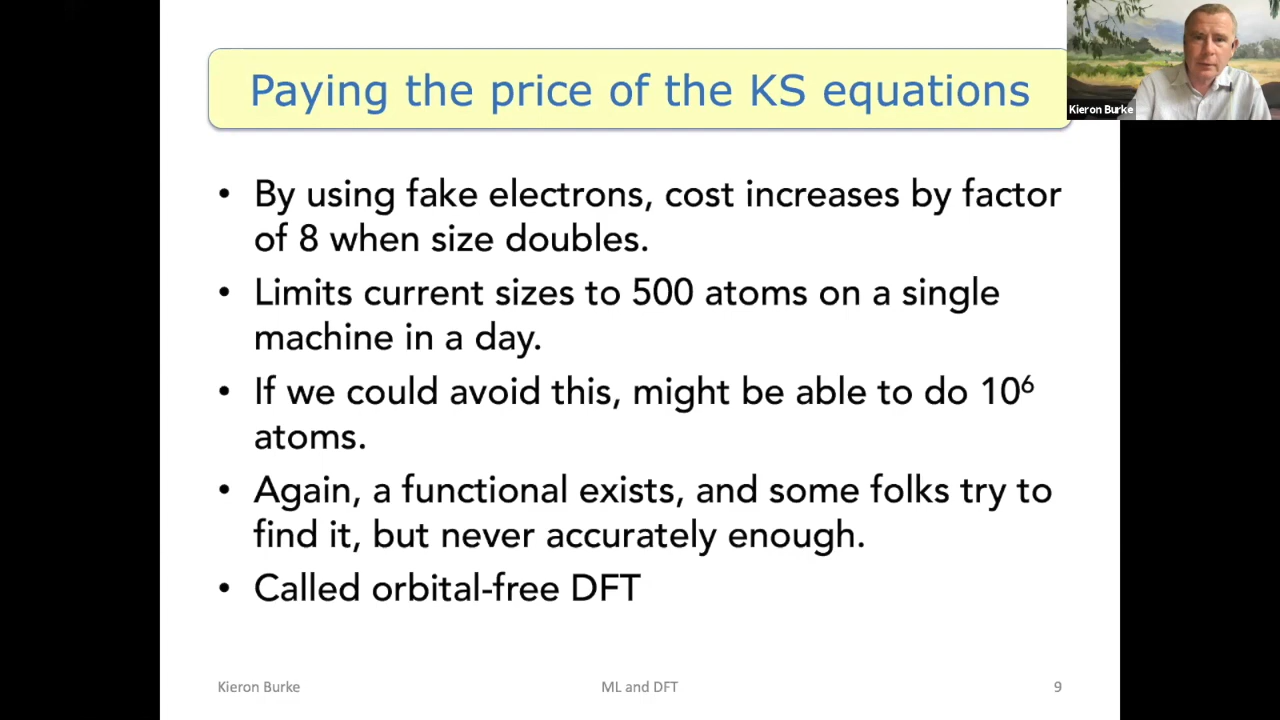 Paying the price of the KS equations
Kieron Burke
• By using fake electrons, cost increases by factor
of 8 when size doubles.
• Limits current sizes to 500 atoms on a single
machine in a day.
• If we could avoid this, might be able to do 10⁶
atoms.
• Again, a functional exists, and some folks try to
find it, but never accurately enough.
• Called orbital-free DFT
Kieron Burke
ML and DFT
9